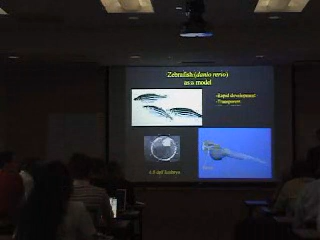 Zebrafish (danio rerio)
as a model
-Rapid development
-Transparent